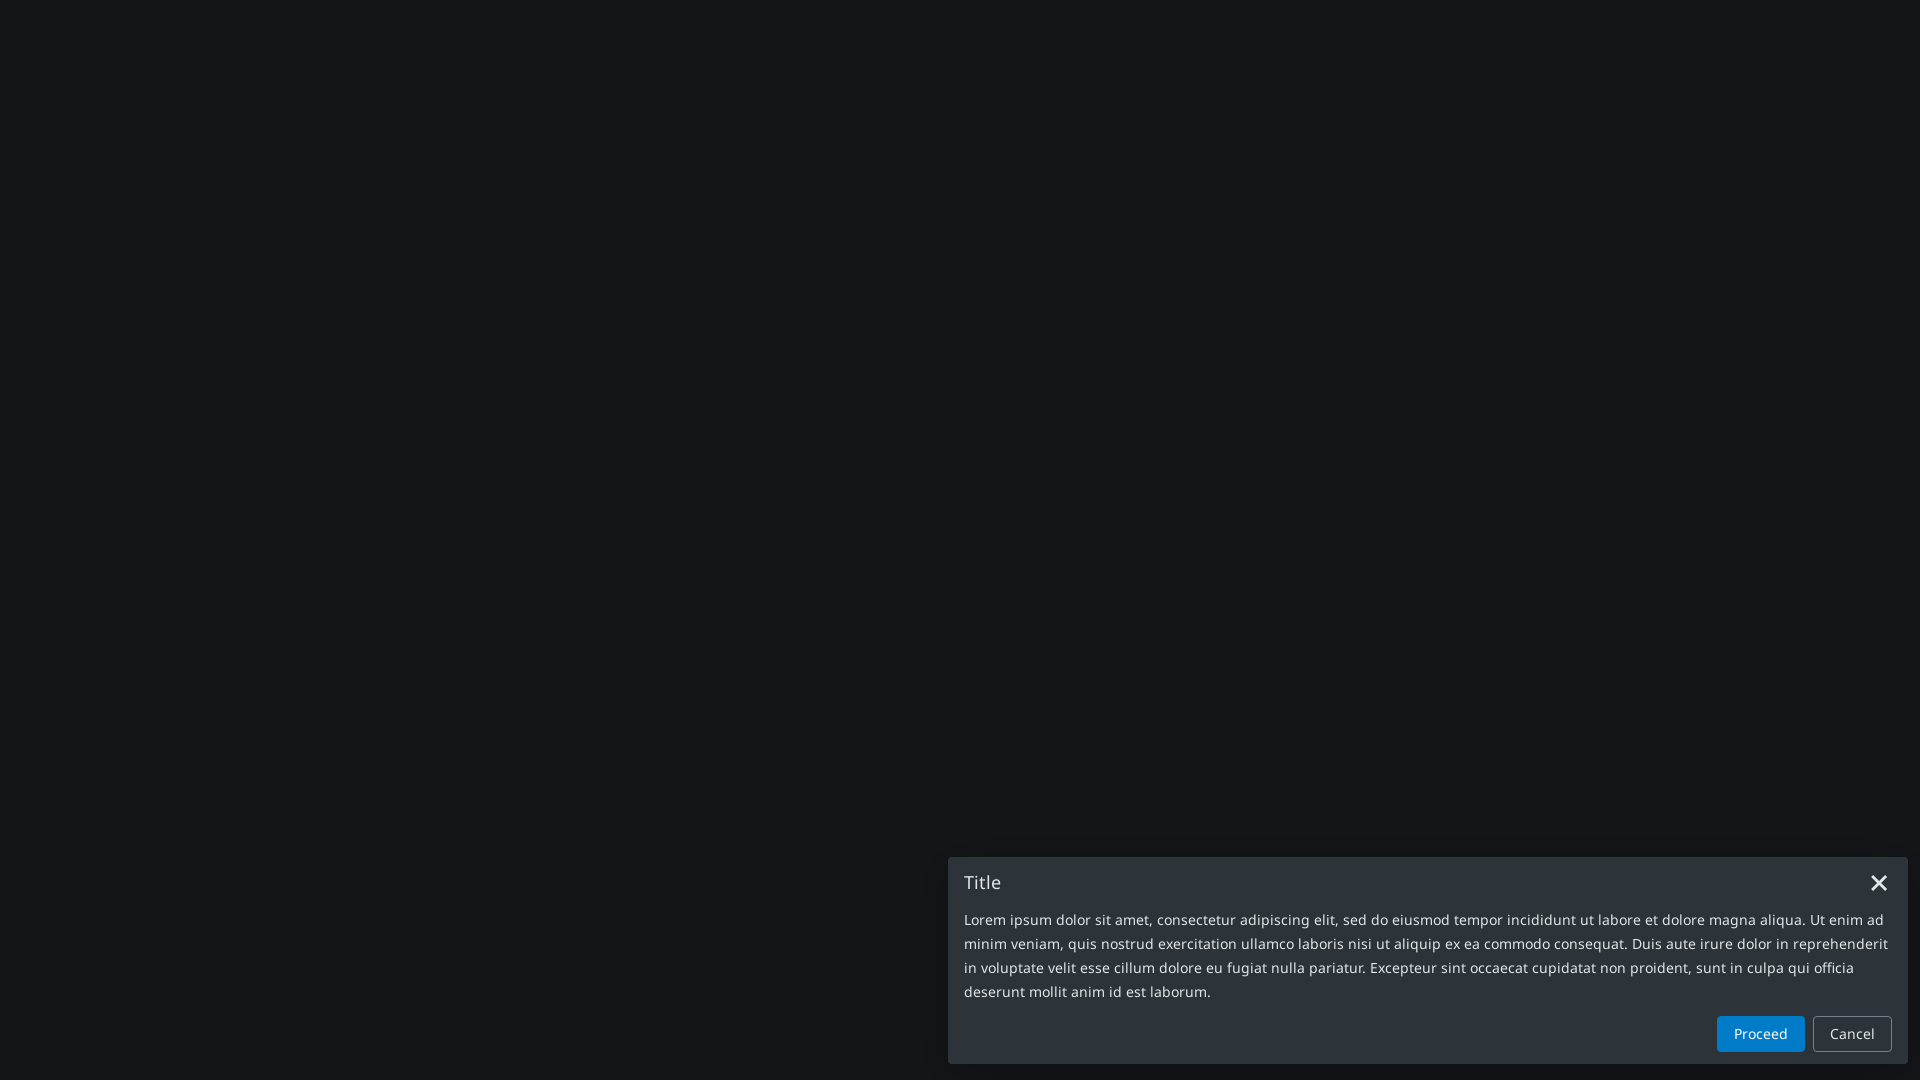 Title
Lorem ipsum dolor sit amet, consectetur adipiscing elit, sed do eiusmod tempor incididunt ut labore et dolore magna aliqua. Ut enim ad
minim veniam, quis nostrud exercitation ullamco laboris nisi ut aliquip ex ea commodo consequat. Duis aute irure dolor in reprehenderit
in voluptate velit esse cillum dolore eu fugiat nulla pariatur. Excepteur sint occaecat cupidatat non proident, sunt in culpa qui officia
deserunt mollit anim id est laborum.
Proceed Cancel